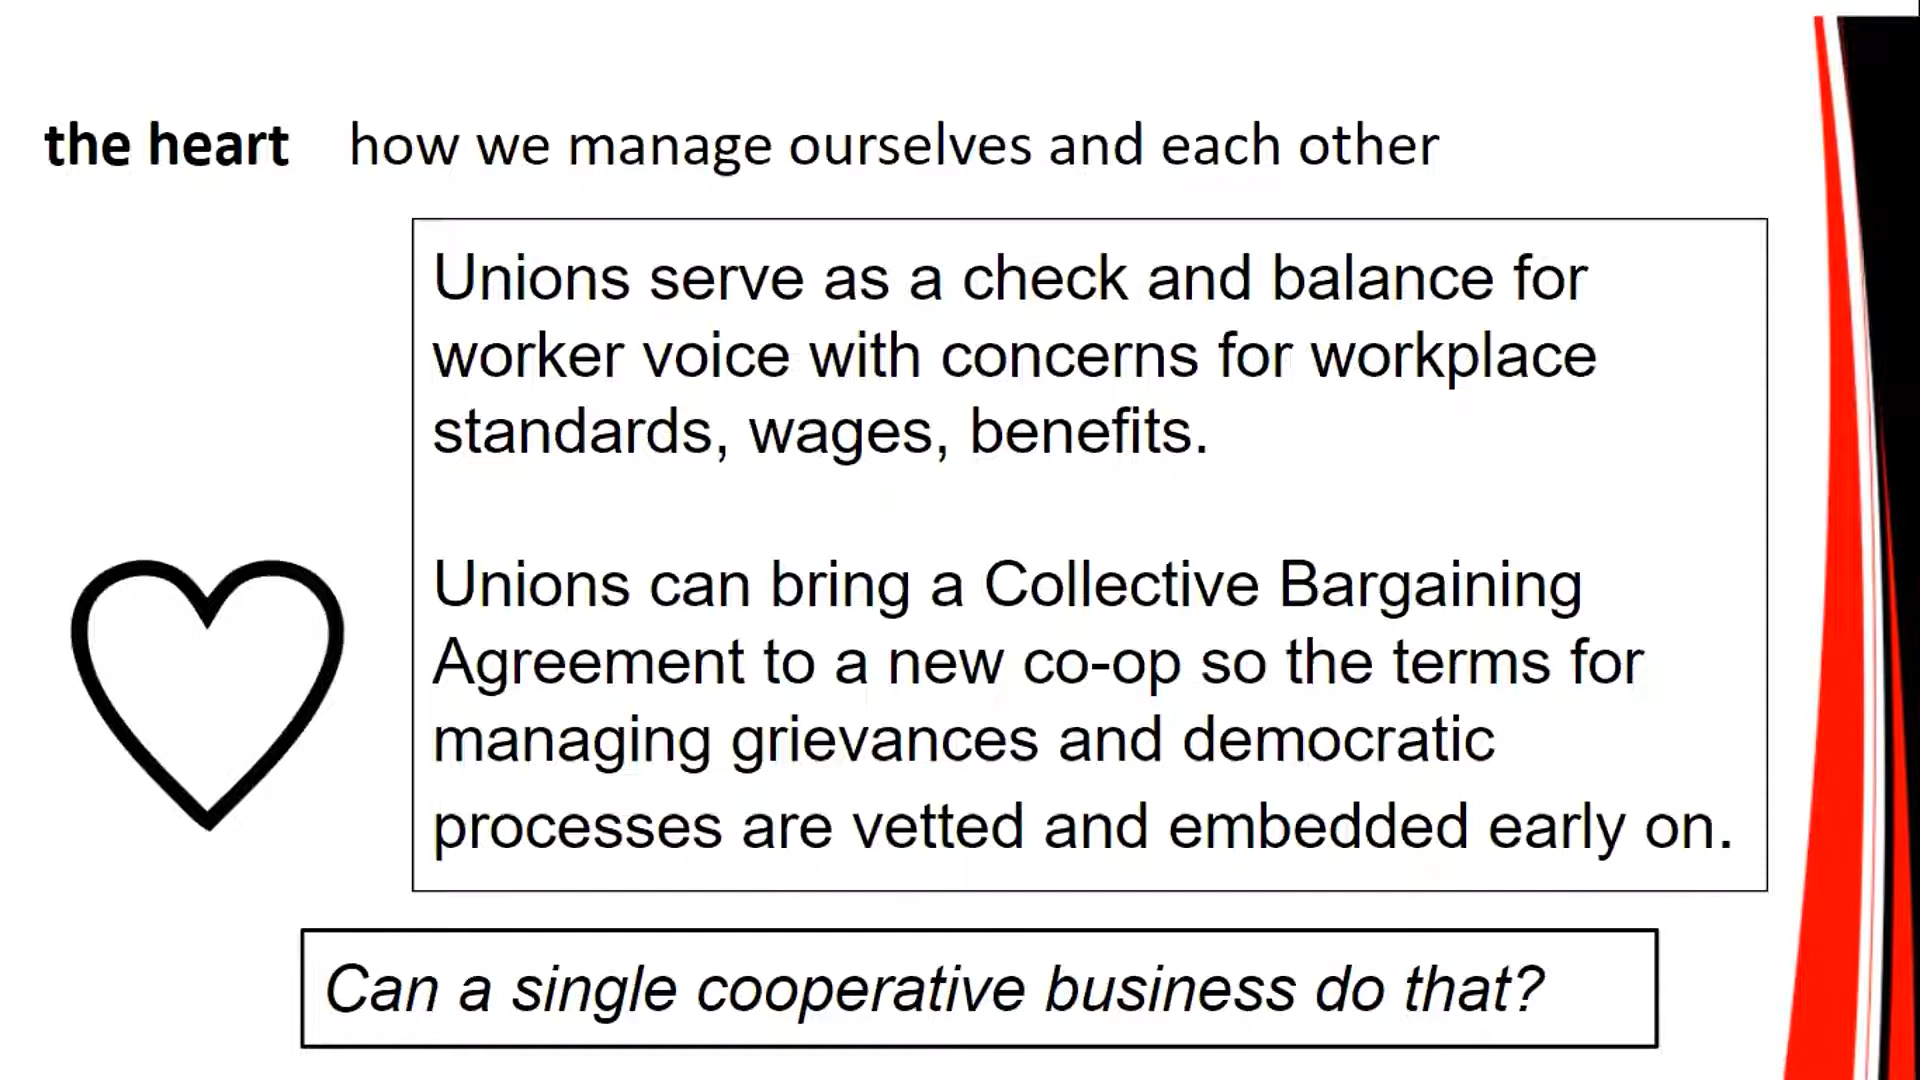 the heart how we manage ourselves and each other
Unions serve as a check and balance for
worker voice with concerns for workplace
standards, wages, benefits.
Unions can bring a Collective Bargaining
Agreement to a new co-op so the terms for
managing grievances and democratic
processes are vetted and embedded early on.
Can a single cooperative business do that?